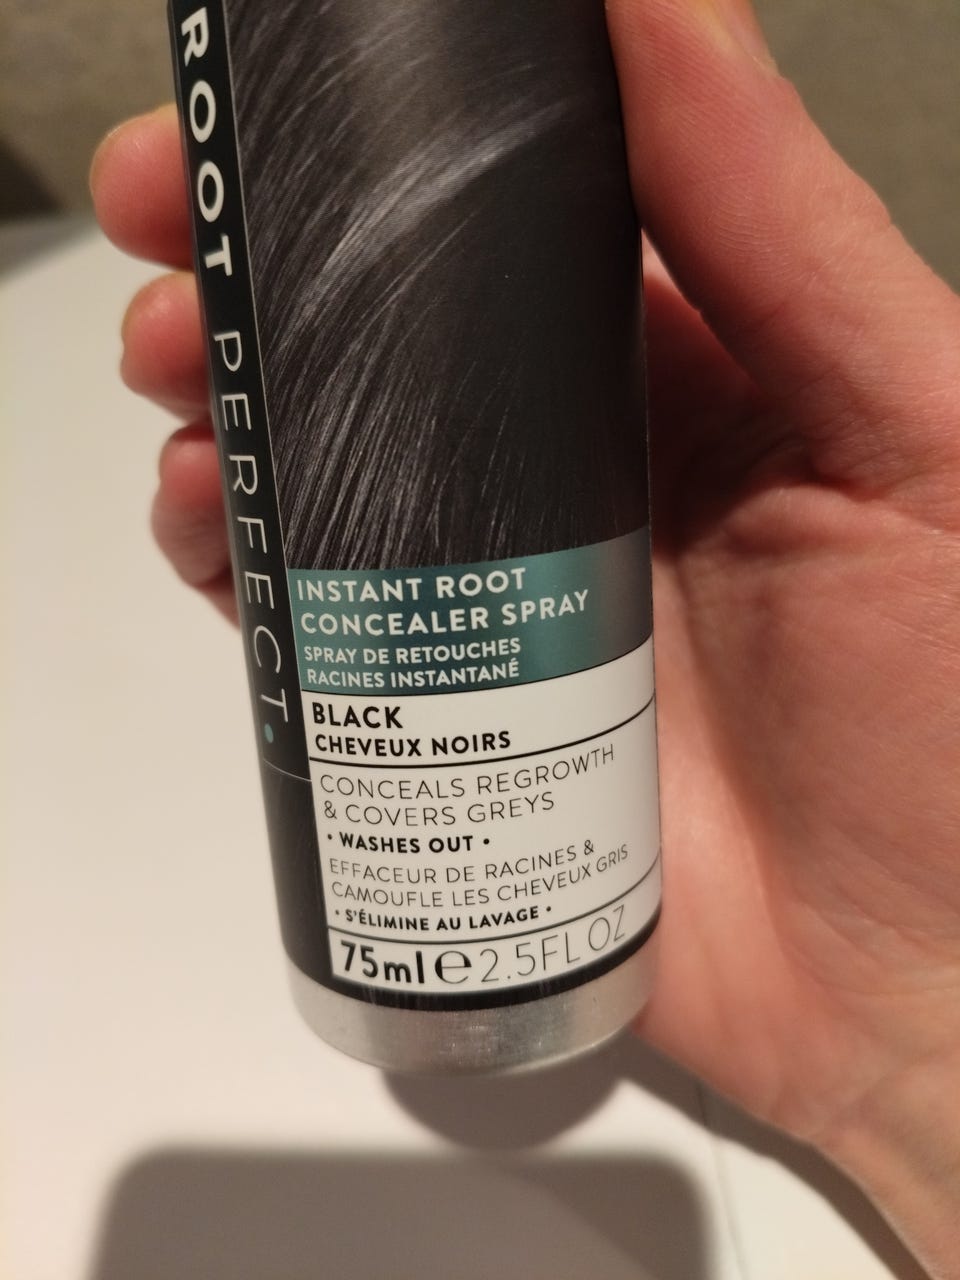 ROOT PERFECT.
INSTANT ROOT
CONCEALER SPRAY
SPRAY DE RETOUCHES
RACINES INSTANTANÉ
BLACK
CHEVEUX NOIRS
CONCEALS REGROWTH
& COVERS GREYS
• WASHES OUT •
EFFACEUR DE RACINES &
CAMOUFLE LES CHEVEUX GRIS
• S'ÉLIMINE AU LAVAGE •
75ml e 2.5FL OZ